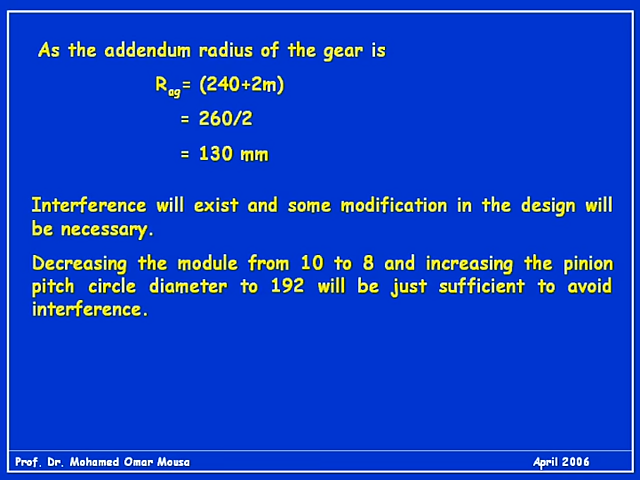 As the addendum radius of the gear is
Rag= (240+2m)
= 260/2
= 130 mm
Interference will exist and some modification in the design will
be necessary.
Decreasing the module from 10 to 8 and increasing the pinion
pitch circle diameter to 192 will be just sufficient to avoid
interference.
Prof. Dr. Mohamed Omar Mousa
April 2006